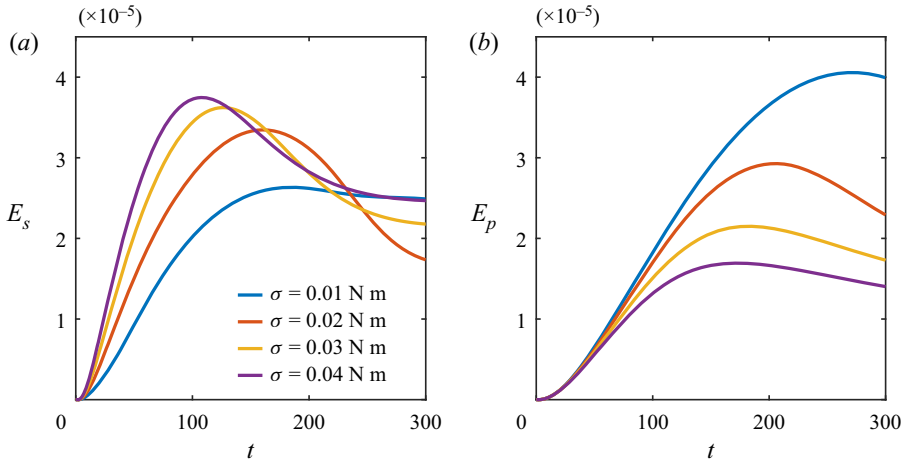 (×10⁻⁵)
(a)
4
3
E_s
2
1
0
100
200
300
t
σ = 0.01 N m
σ = 0.02 N m
σ = 0.03 N m
σ = 0.04 N m
(×10⁻⁵)
(b)
4
3
E_p
2
1
0
100
200
300
t